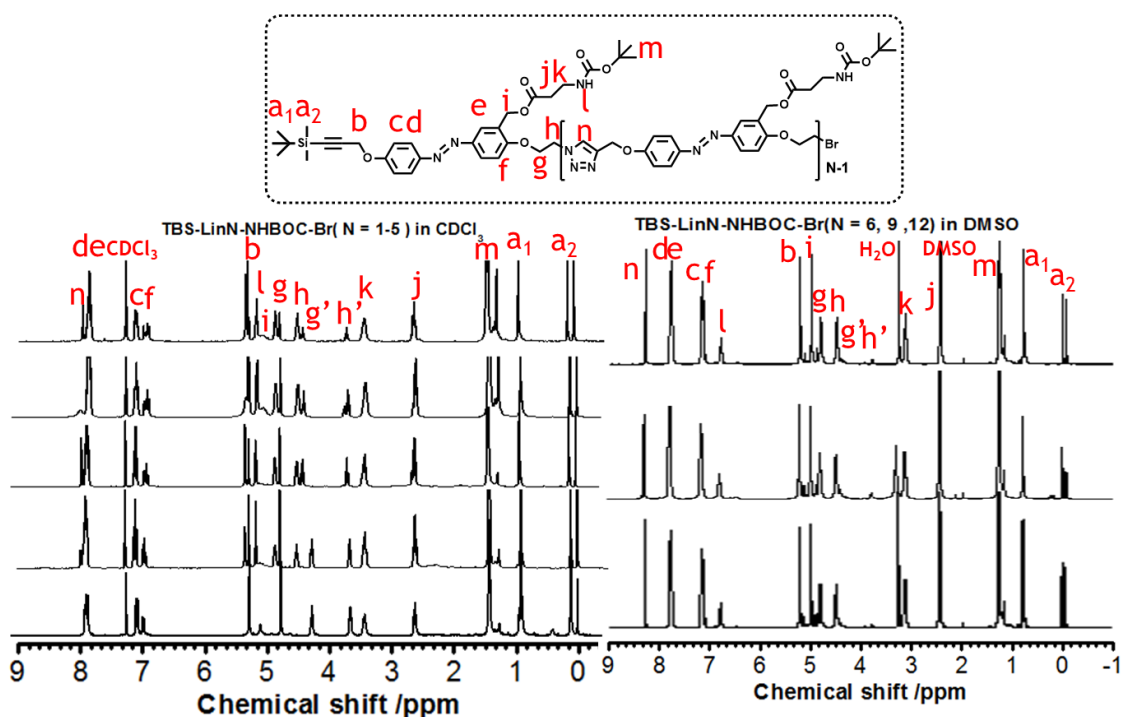 m
O
O
N
H
O
O
jk
l
O
O
N
H
O
O
a1 a2
Si
b
O
cd
N
N
e
i
O
f
g
h
N
N=N
n
O
N
N
O
Br
N-1
TBS-LinN-NHBOC-Br( N = 1-5 ) in CDCl3
n
de
CDCl3
cf
b
l
i
g
h
g'
h'
k
j
m
a1
a2
9 8 7 6 5 4 3 2 1 0
Chemical shift /ppm
TBS-LinN-NHBOC-Br(N = 6, 9 ,12) in DMSO
n
de
cf
l
b
i
g
h
g'
h'
H2O
k
DMSO
j
m
a1
a2
9 8 7 6 5 4 3 2 1 0 -1
Chemical shift /ppm